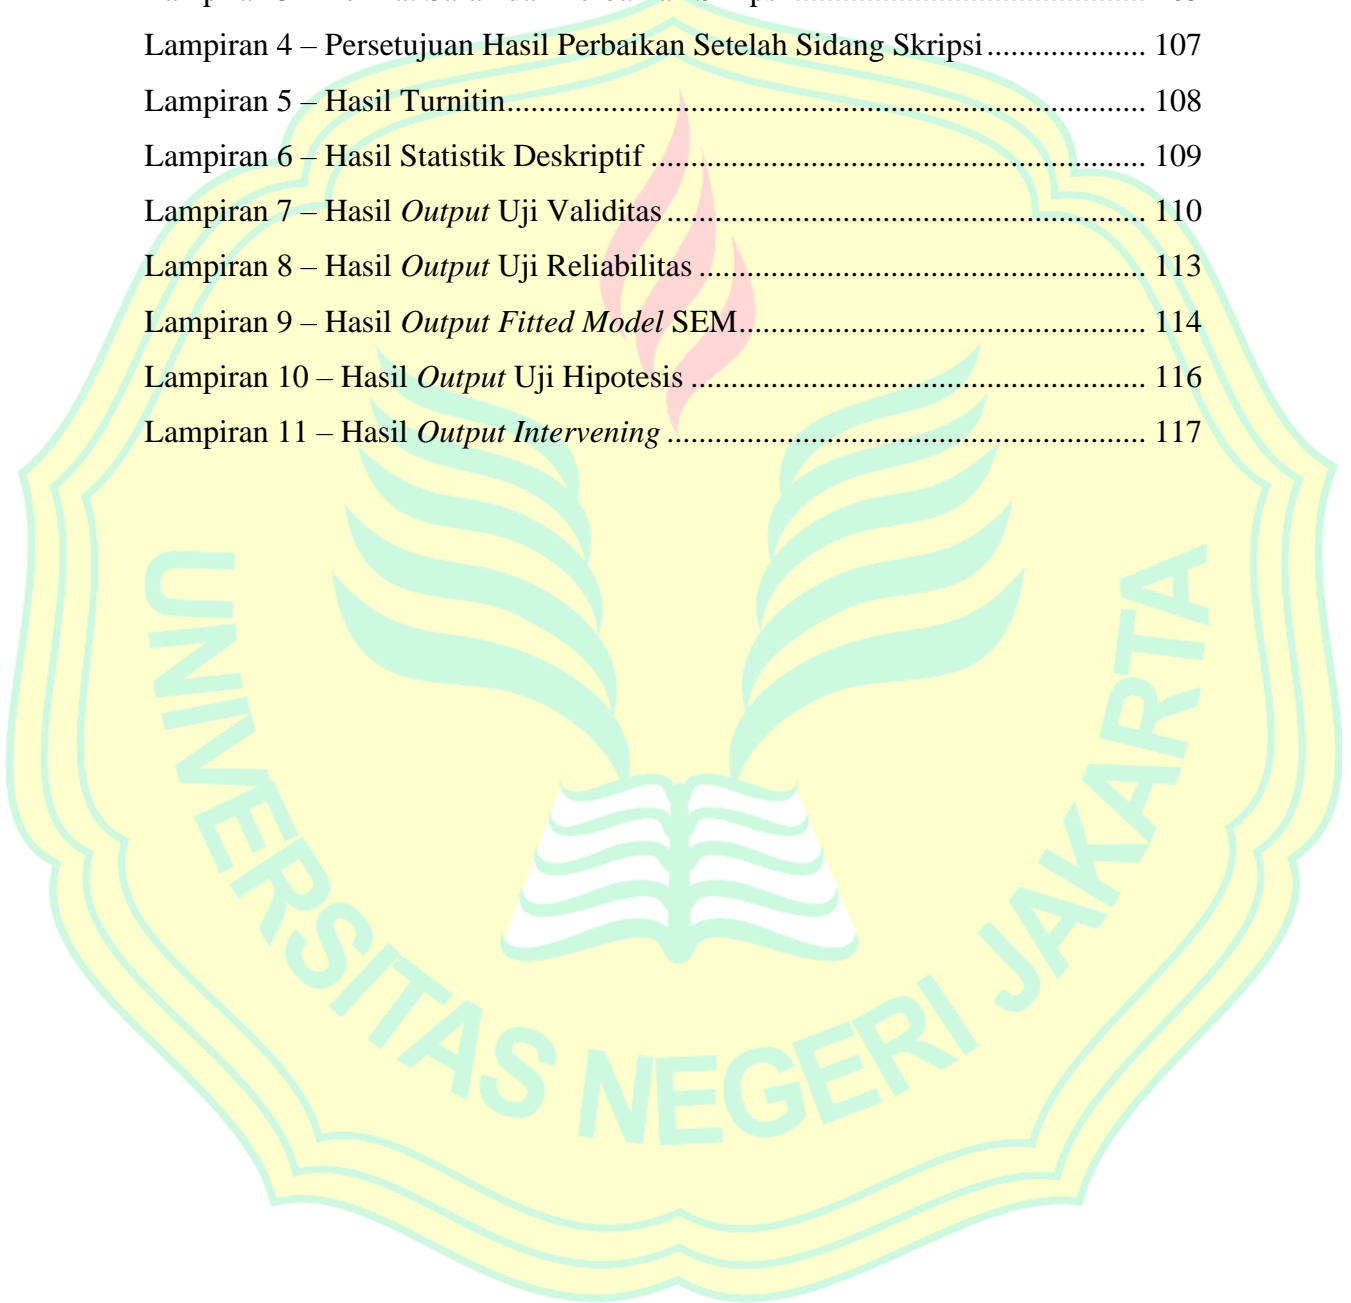 Lampiran 4 – Persetujuan Hasil Perbaikan Setelah Sidang Skripsi.................... 107
Lampiran 5 – Hasil Turnitin................................................................................ 108
Lampiran 6 – Hasil Statistik Deskriptif .............................................................. 109
Lampiran 7 – Hasil Output Uji Validitas............................................................ 110
Lampiran 8 – Hasil Output Uji Reliabilitas ........................................................ 113
Lampiran 9 – Hasil Output Fitted Model SEM................................................... 114
Lampiran 10 – Hasil Output Uji Hipotesis ......................................................... 116
Lampiran 11 – Hasil Output Intervening............................................................ 117
UNIVERSITAS NEGERI JAKARTA